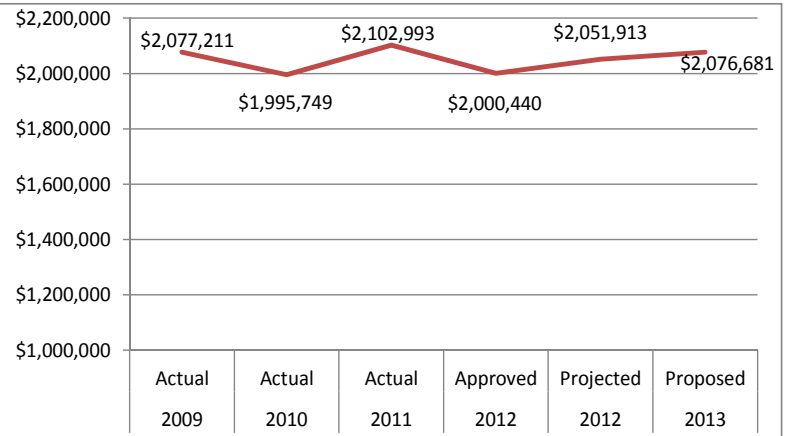 $2,200,000
$2,077,211 $2,102,993 $2,051,913
$2,000,000 $2,076,681
$1,995,749 $2,000,440
$1,800,000
$1,600,000
$1,400,000
$1,200,000
$1,000,000
Actual Actual Actual Approved Projected Proposed
2009 2010 2011 2012 2012 2013